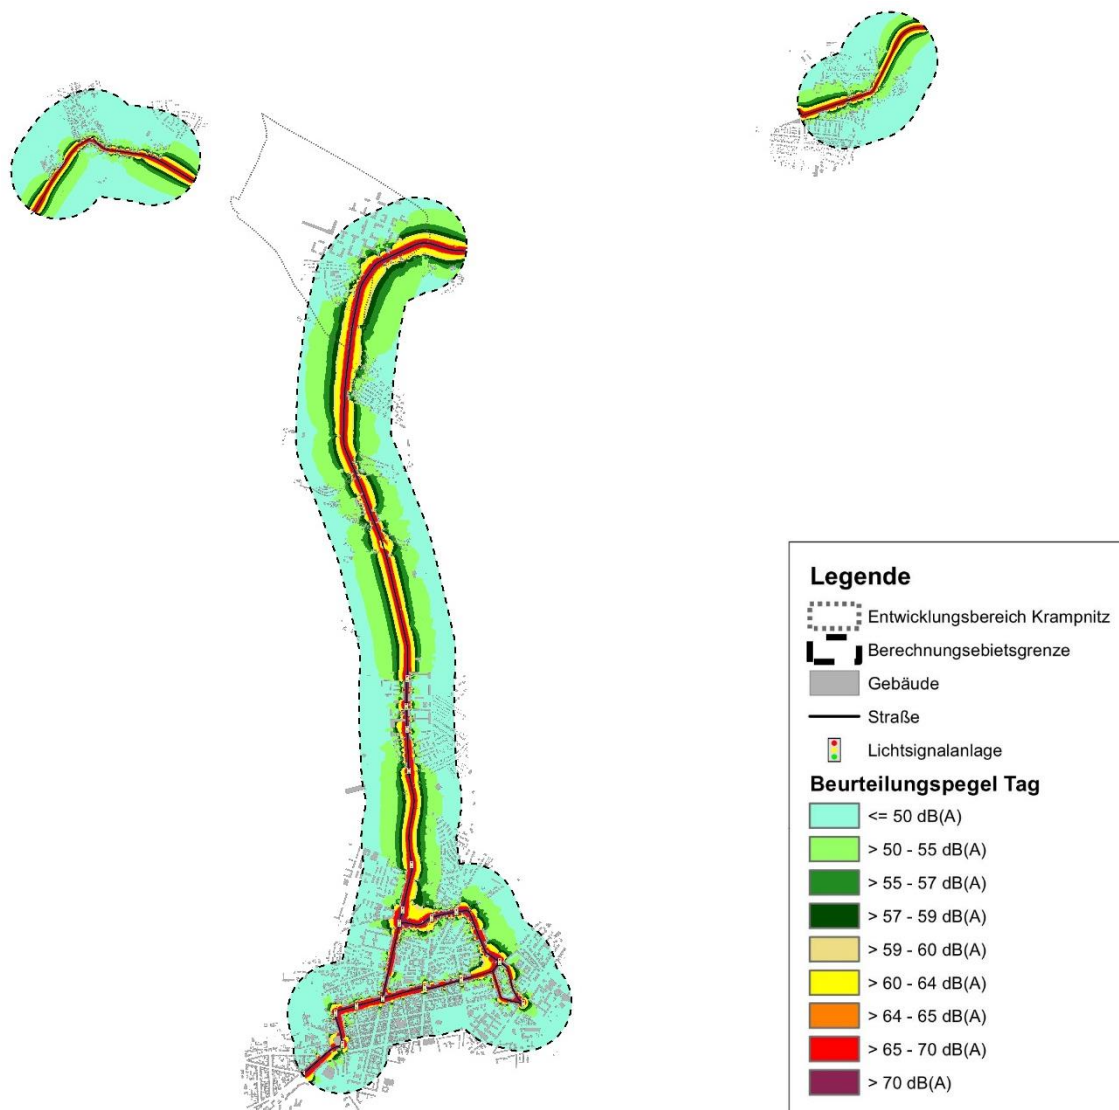 Legende
Entwicklungsbereich Krampnitz
Berechnungsebietsgrenze
Gebäude
Straße
Lichtsignalanlage
Beurteilungspegel Tag
<= 50 dB(A)
> 50 - 55 dB(A)
> 55 - 57 dB(A)
> 57 - 59 dB(A)
> 59 - 60 dB(A)
> 60 - 64 dB(A)
> 64 - 65 dB(A)
> 65 - 70 dB(A)
> 70 dB(A)